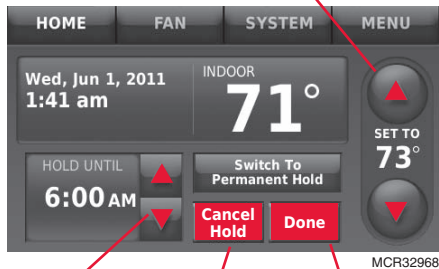 HOME FAN SYSTEM MENU
Wed, Jun 1, 2011
1:41 am
INDOOR
71°
SET TO
73°
HOLD UNTIL
6:00 AM
Switch To
Permanent Hold
Cancel
Hold
Done
MCR32968